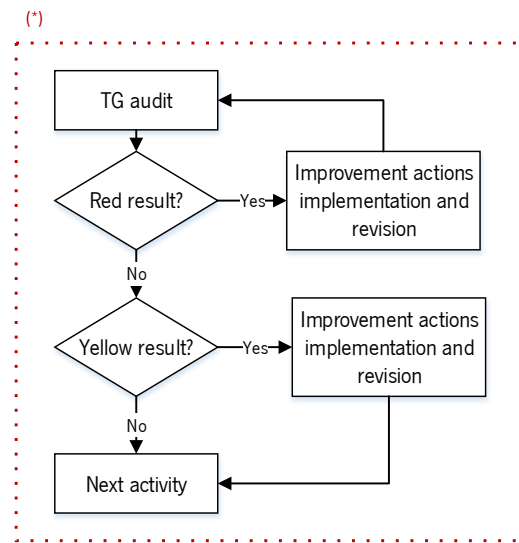 (*)
TG audit
Red result?
Yes
Improvement actions
implementation and
revision
No
Yellow result?
Yes
Improvement actions
implementation and
revision
No
Next activity